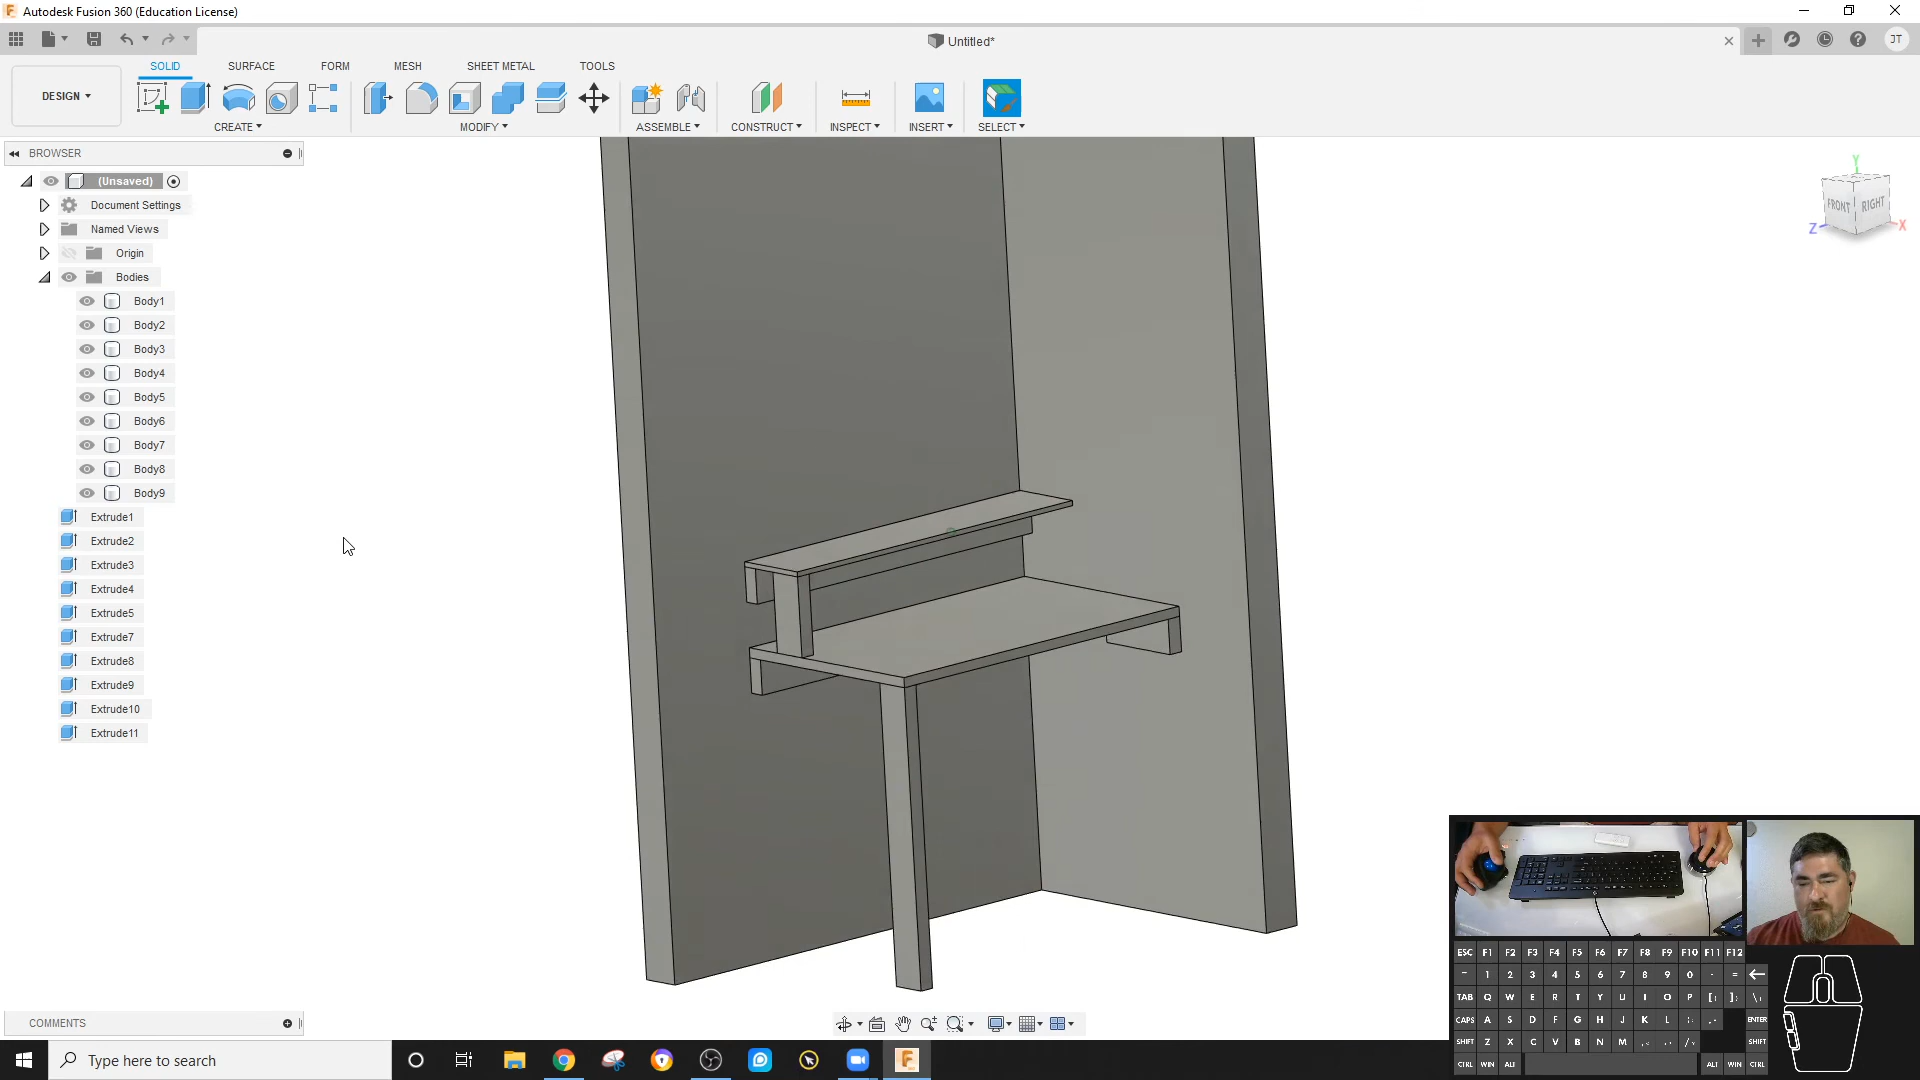 Autodesk Fusion 360 (Education License)
Untitled*
JT
DESIGN
SOLID SURFACE FORM MESH SHEET METAL TOOLS
CREATE MODIFY ASSEMBLE CONSTRUCT INSPECT INSERT SELECT
BROWSER
(Unsaved)
Document Settings
Named Views
Origin
Bodies
Body1
Body2
Body3
Body4
Body5
Body6
Body7
Body8
Body9
Extrude1
Extrude2
Extrude3
Extrude4
Extrude5
Extrude7
Extrude8
Extrude9
Extrude10
Extrude11
Y
FRONT RIGHT
Z X
COMMENTS
ESC F1 F2 F3 F4 F5 F6 F7 F8 F9 F10 F11 F12
1 2 3 4 5 6 7 8 9 0 - =
TAB Q W E R T Y U I O P
CAPS A S D F G H J K L ENTER
SHIFT Z X C V B N M SHIFT
CTRL WIN ALT ALT WIN CTRL
Type here to search